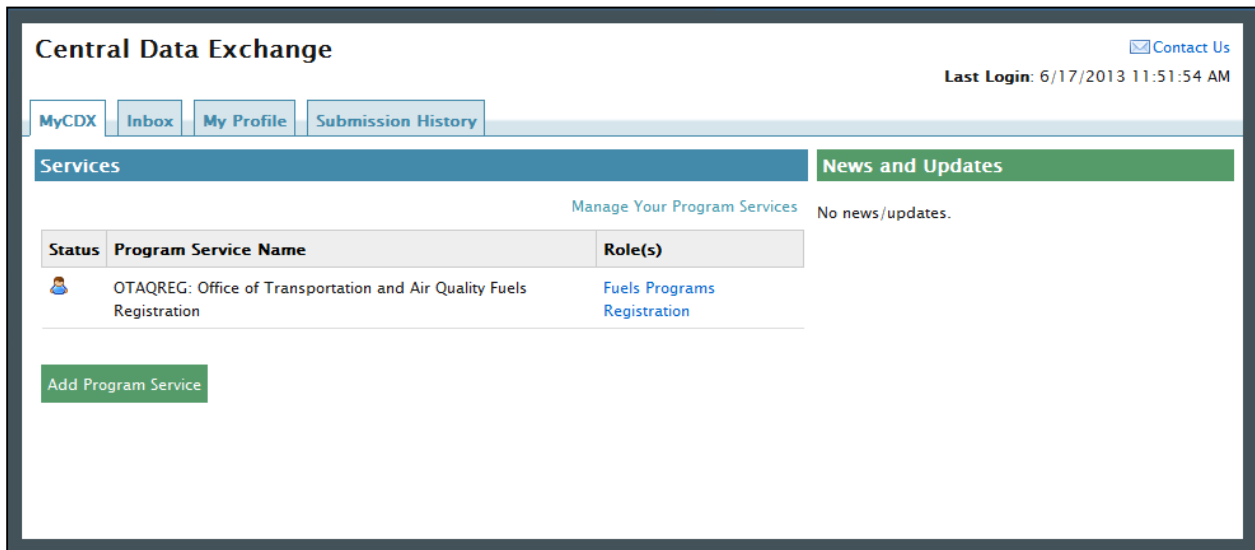 Central Data Exchange
Contact Us
Last Login: 6/17/2013 11:51:54 AM
MyCDX
Inbox
My Profile
Submission History
Services
Manage Your Program Services
Status Program Service Name Role(s)
OTAQREG: Office of Transportation and Air Quality Fuels
Registration
Fuels Programs
Registration
Add Program Service
News and Updates
No news/updates.